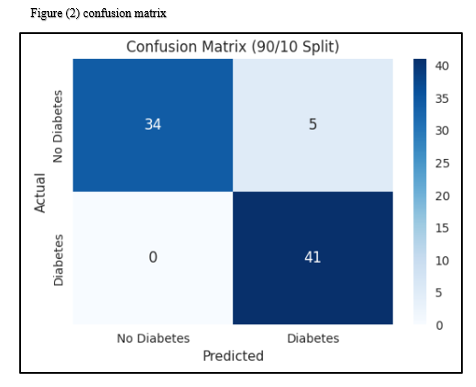 Figure (2) confusion matrix
Confusion Matrix (90/10 Split)
No Diabetes
34
5
Actual
Diabetes
0
41
No Diabetes
Diabetes
Predicted
40
35
30
25
20
15
10
5
0